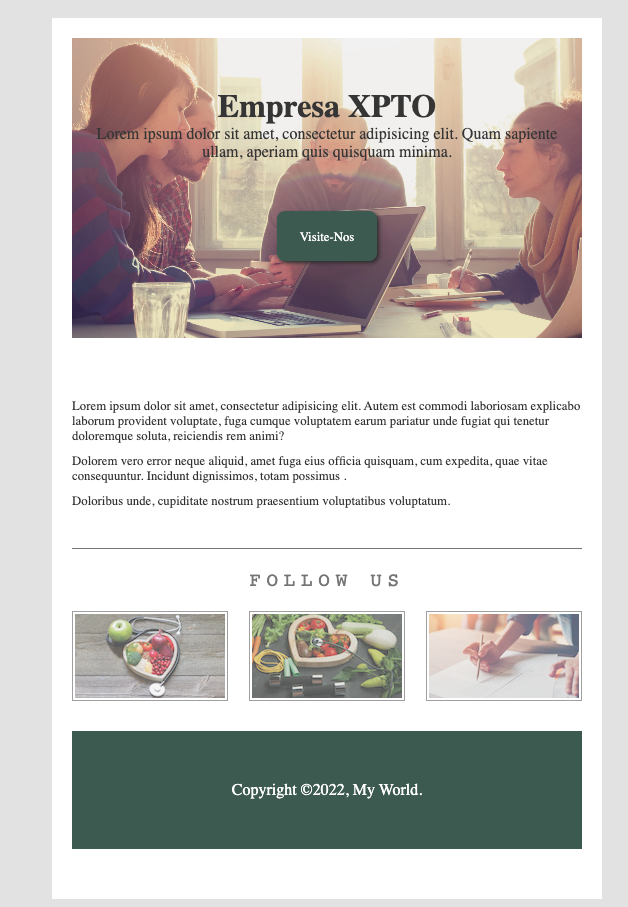 Empresa XPTO
Lorem ipsum dolor sit amet, consectetur adipisicing elit. Quam sapiente
ullam, aperiam quis quisquam minima.
Visite-Nos
Lorem ipsum dolor sit amet, consectetur adipisicing elit. Autem est commodi laboriosam explicabo
laborum provident voluptate, fuga cumque voluptatem earum pariatur unde fugiat qui tenetur
doloremque soluta, reiciendis rem animi?
Dolorem vero error neque aliquid, amet fuga eius officia quisquam, cum expedita, quae vitae
consequuntur. Incidunt dignissimos, totam possimus .
Doloribus unde, cupiditate nostrum praesentium voluptatibus voluptatum.
FOLLOW US
Copyright ©2022, My World.